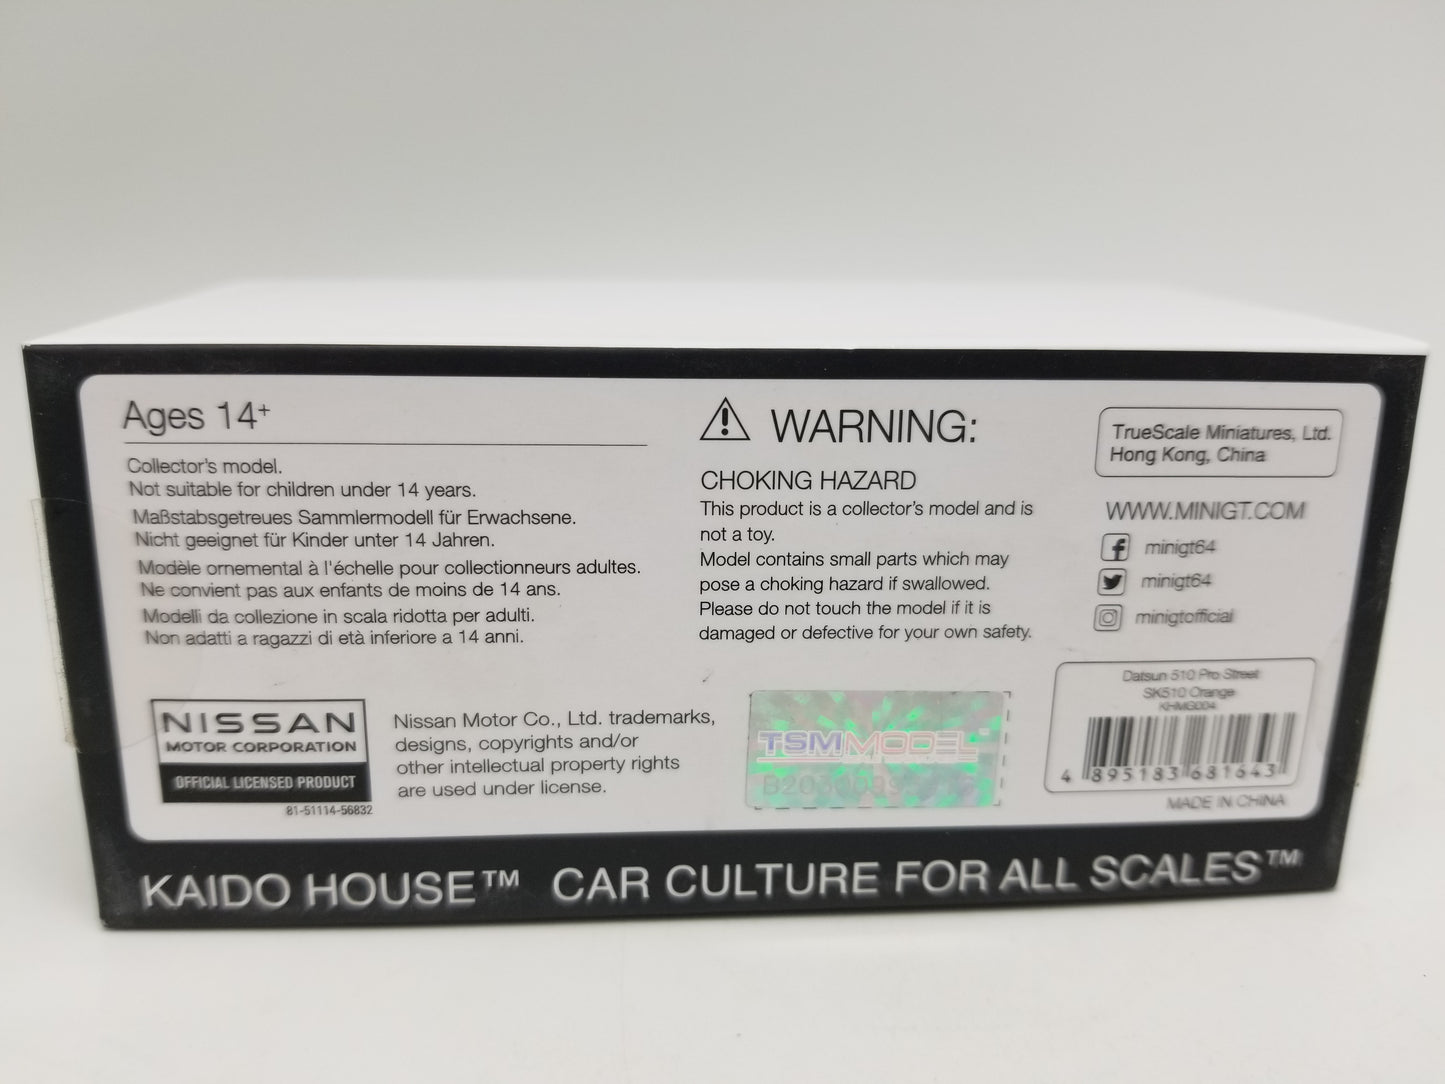 Ages 14+
Collector's model.
Not suitable for children under 14 years.
Maßstabsgetreues Sammlermodell für Erwachsene.
Nicht geeignet für Kinder unter 14 Jahren.
Modèle ornemental à l'échelle pour collectionneurs adultes.
Ne convient pas aux enfants de moins de 14 ans.
Modelli da collezione in scala ridotta per adulti.
Non adatti a ragazzi di età inferiore a 14 anni.
NISSAN
MOTOR CORPORATION
OFFICIAL LICENSED PRODUCT
81-51114-56832
Nissan Motor Co., Ltd. trademarks,
designs, copyrights and/or
other intellectual property rights
are used under license.
WARNING:
CHOKING HAZARD
This product is a collector's model and is
not a toy.
Model contains small parts which may
pose a choking hazard if swallowed.
Please do not touch the model if it is
damaged or defective for your own safety.
TSMMODEL
TrueScale Miniatures, Ltd.
Hong Kong, China
WWW.MINIGT.COM
minigt64
minigt64
minigtofficial
Datsun 510 Pro Street
SK510 Orange
KHMG004
4 895183 681643
MADE IN CHINA
KAIDO HOUSE™ CAR CULTURE FOR ALL SCALES™